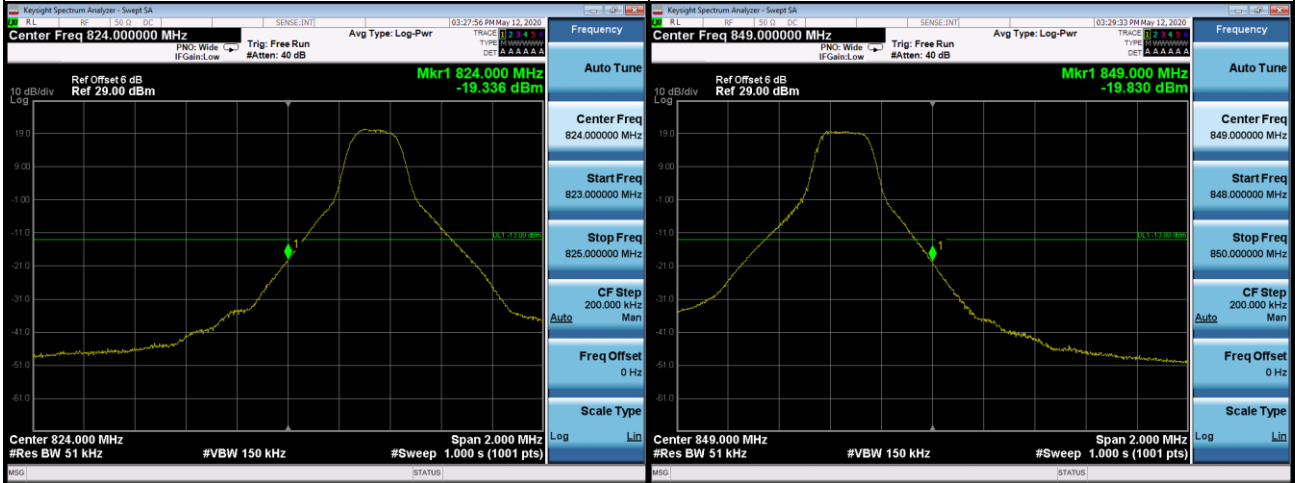 Keysight Spectrum Analyzer - Swept SA
RL RF 50 Ω DC SENSE:INT 03:27:56 PM May 12, 2020
Center Freq 824.000000 MHz Avg Type: Log-Pwr TRACE 1 2 3 4 5 6
PNO: Wide Trig: Free Run TYPE M WWWWW
IFGain:Low #Atten: 40 dB DET A A A A A A
Mkr1 824.000 MHz
Ref Offset 6 dB
10 dB/div Ref 29.00 dBm -19.336 dBm
Log
19.0
9.00
-1.00
-11.0
DL1 -13.00 dBm
1
-21.0
-31.0
-41.0
-51.0
-61.0
Center 824.000 MHz Span 2.000 MHz
#Res BW 51 kHz #VBW 150 kHz #Sweep 1.000 s (1001 pts)
MSG STATUS
Frequency
Auto Tune
Center Freq
824.000000 MHz
Start Freq
823.000000 MHz
Stop Freq
825.000000 MHz
CF Step
200.000 kHz
Auto Man
Freq Offset
0 Hz
Scale Type
Log Lin
Keysight Spectrum Analyzer - Swept SA
RL RF 50 Ω DC SENSE:INT 03:29:33 PM May 12, 2020
Center Freq 849.000000 MHz Avg Type: Log-Pwr TRACE 1 2 3 4 5 6
PNO: Wide Trig: Free Run TYPE M WWWWW
IFGain:Low #Atten: 40 dB DET A A A A A A
Mkr1 849.000 MHz
Ref Offset 6 dB
10 dB/div Ref 29.00 dBm -19.830 dBm
Log
19.0
9.00
-1.00
-11.0
DL1 -13.00 dBm
1
-21.0
-31.0
-41.0
-51.0
-61.0
Center 849.000 MHz Span 2.000 MHz
#Res BW 51 kHz #VBW 150 kHz #Sweep 1.000 s (1001 pts)
MSG STATUS
Frequency
Auto Tune
Center Freq
849.000000 MHz
Start Freq
848.000000 MHz
Stop Freq
850.000000 MHz
CF Step
200.000 kHz
Auto Man
Freq Offset
0 Hz
Scale Type
Log Lin